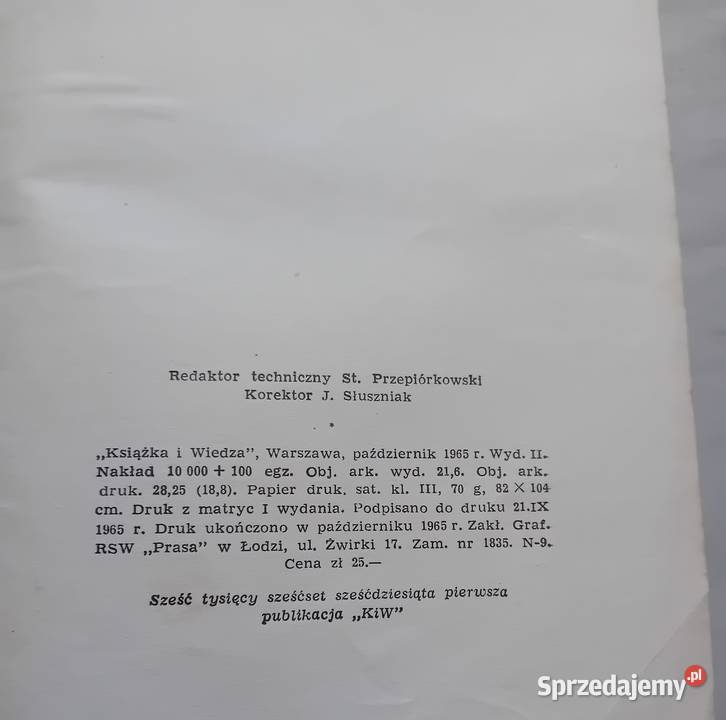 Redaktor techniczny St. Przepiórkowski
Korektor J. Słuszniak
*
„Książka i Wiedza”, Warszawa, październik 1965 r. Wyd. II.
Nakład 10 000 + 100 egz. Obj. ark. wyd. 21,6. Obj. ark.
druk. 28,25 (18,8). Papier druk. sat. kl. III, 70 g, 82 × 104
cm. Druk z matryc I wydania. Podpisano do druku 21.IX
1965 r. Druk ukończono w październiku 1965 r. Zakł. Graf.
RSW „Prasa” w Łodzi, ul. Żwirki 17. Zam. nr 1835. N-9.
Cena zł 25.—
Sześć tysięcy sześćset sześćdziesiąta pierwsza
publikacja „KiW”
Sprzedajemy.pl